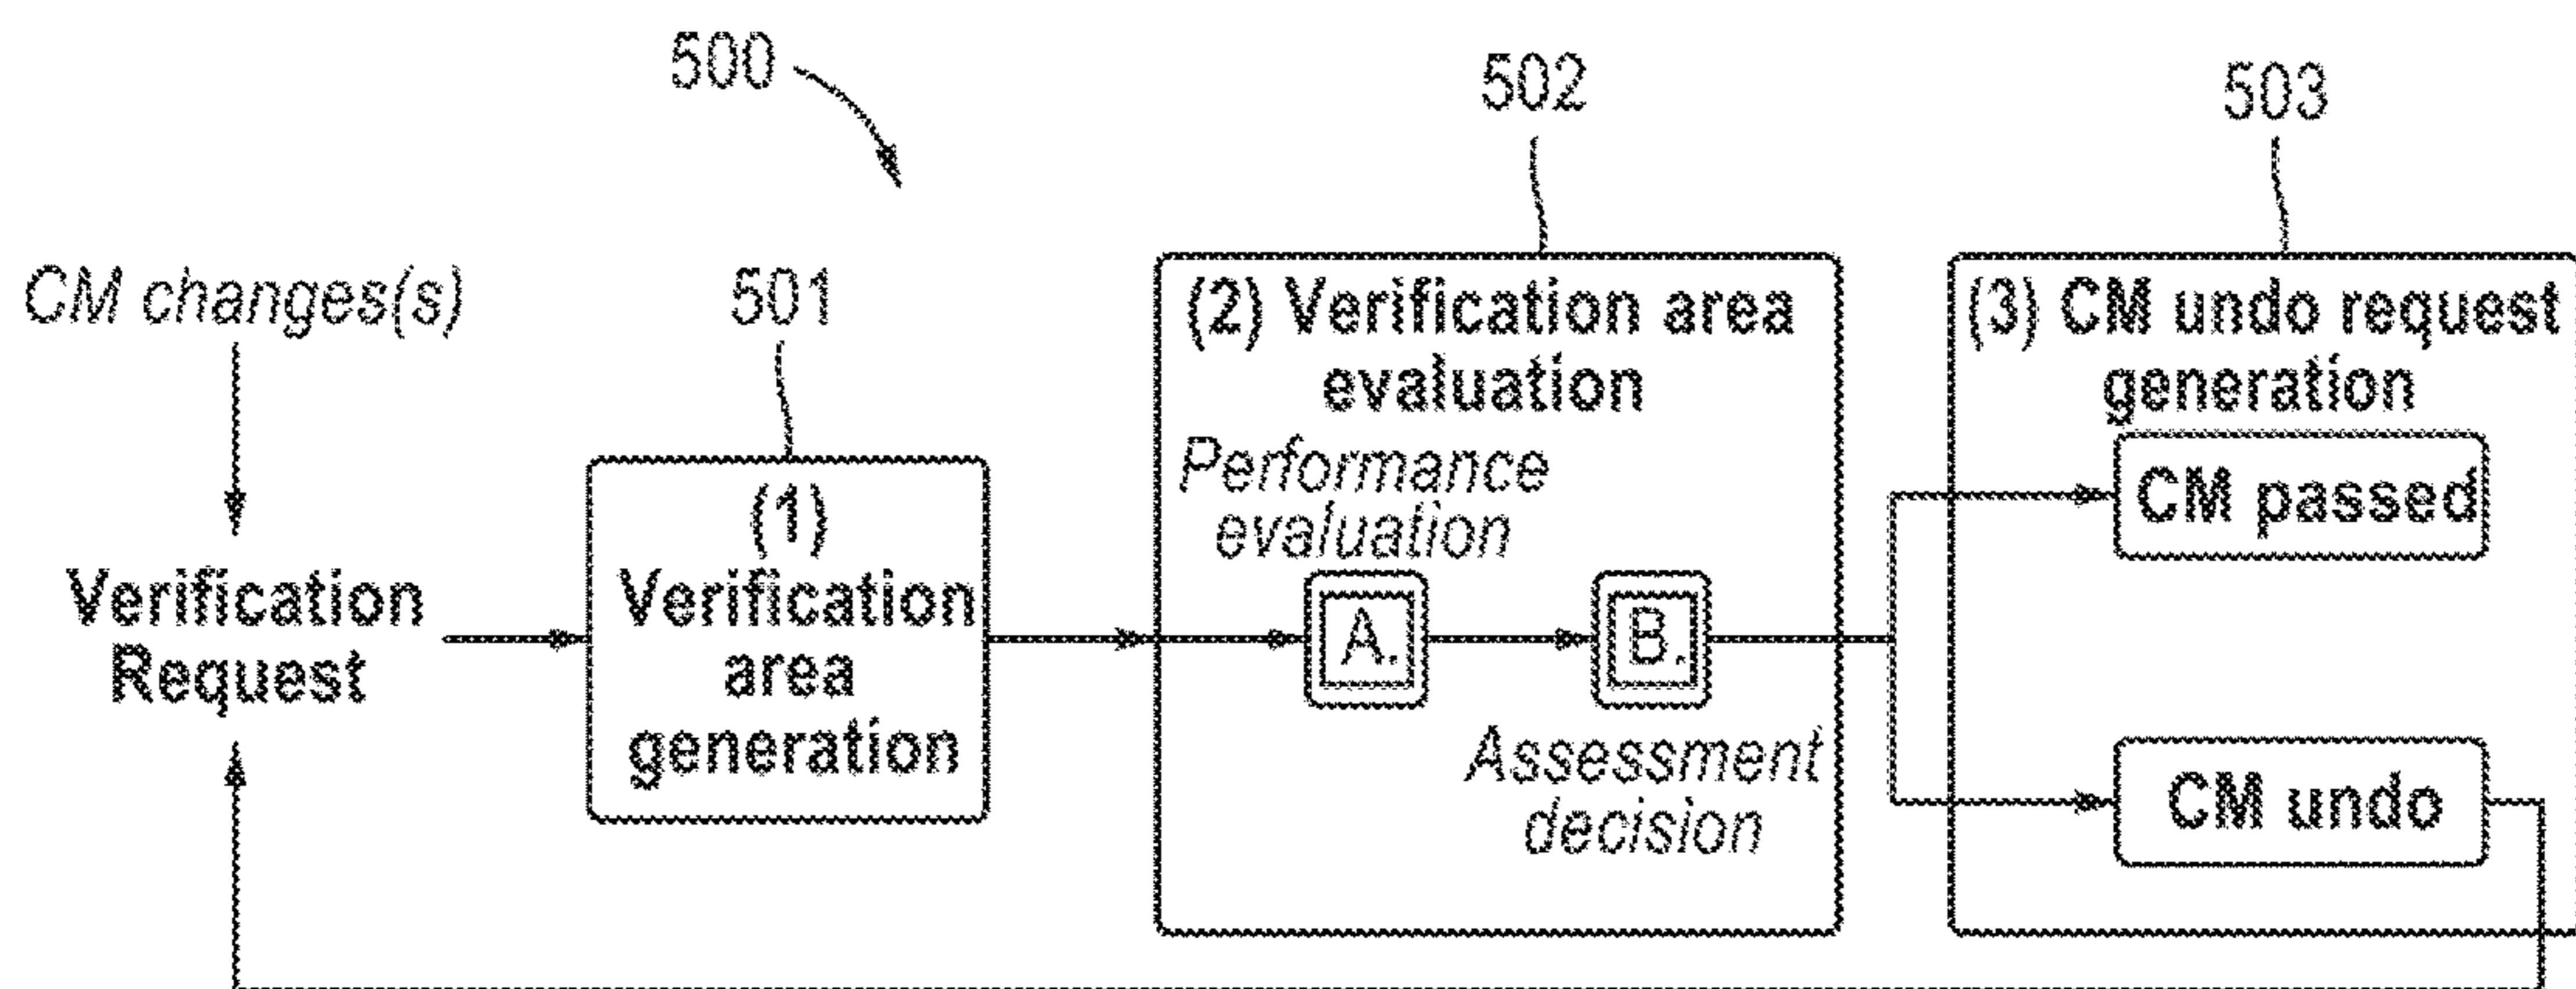 500
502
503
CM changes(s)
501
(2) Verification area
evaluation
(3) CM undo request
generation
Performance
evaluation
CM passed
(1)
Verification
area
generation
Verification
Request
A.
B.
Assessment
decision
CM undo